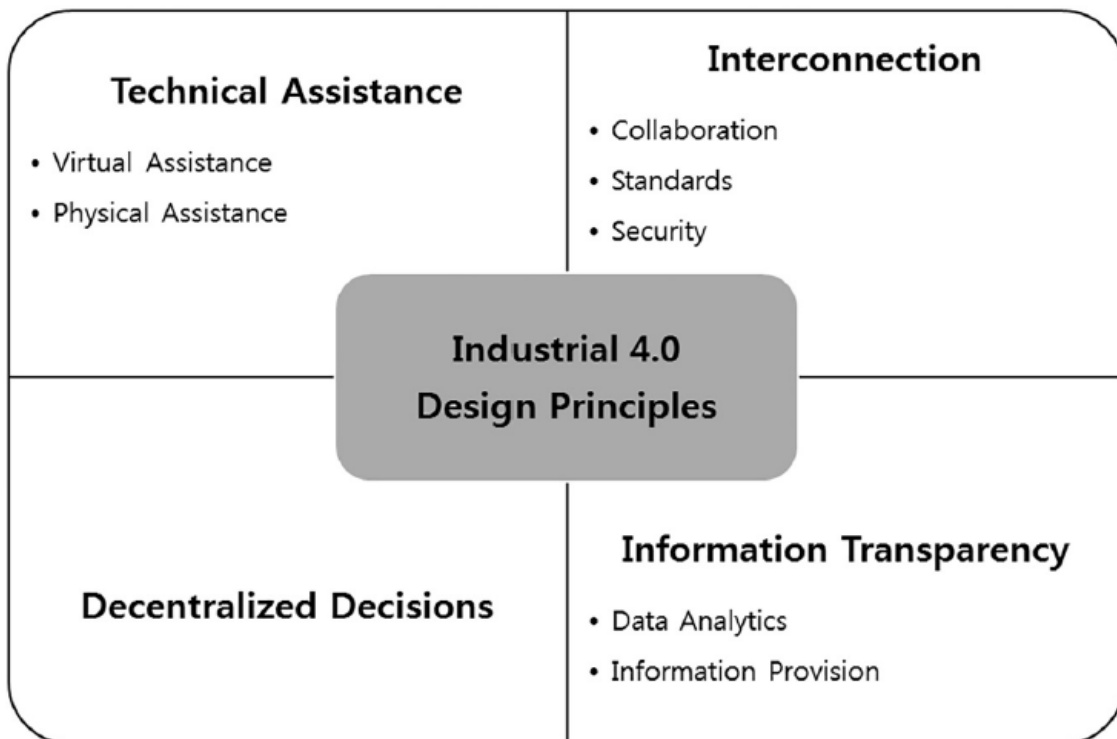 Technical Assistance
• Virtual Assistance
• Physical Assistance
Interconnection
• Collaboration
• Standards
• Security
Industrial 4.0
Design Principles
Decentralized Decisions
Information Transparency
• Data Analytics
• Information Provision